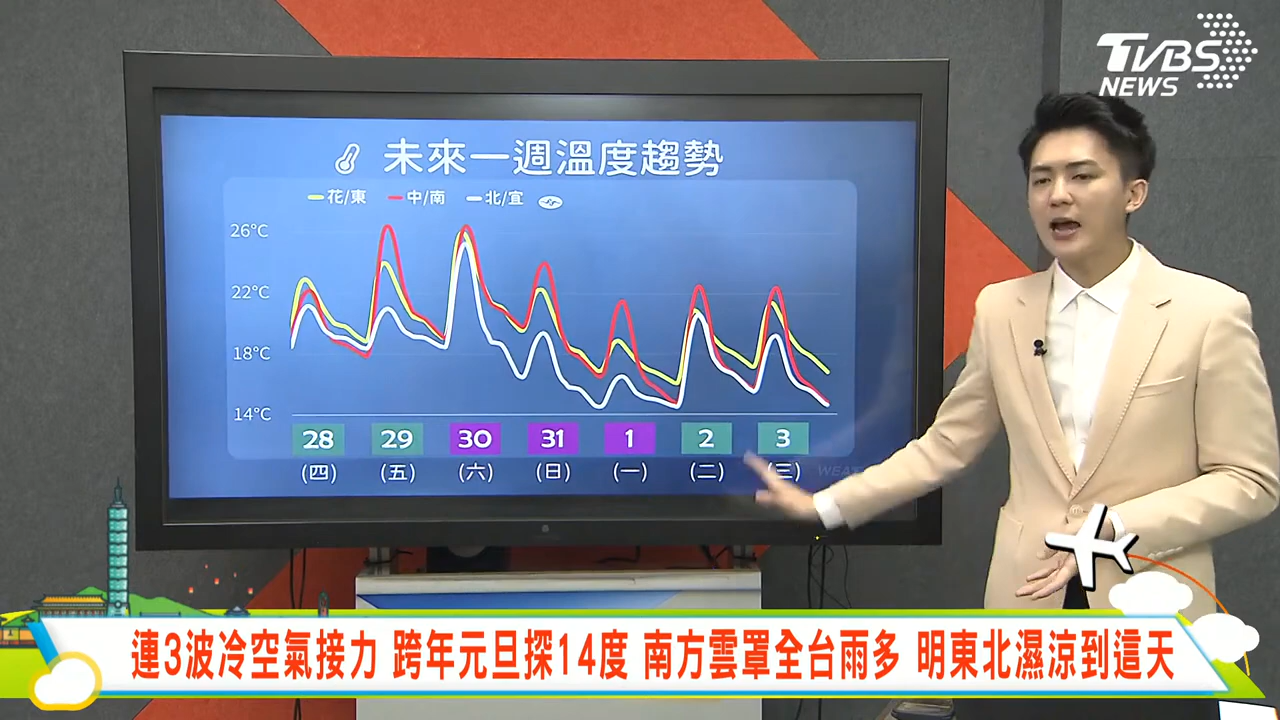 TVBS
NEWS
未來一週溫度趨勢
花/東 中/南 北/宜
26°C
22°C
18°C
14°C
28 29 30 31 1 2 3
(四) (五) (六) (日) (一) (二) (三)
連3波冷空氣接力 跨年元旦探14度 南方雲罩全台雨多 明東北濕涼到這天